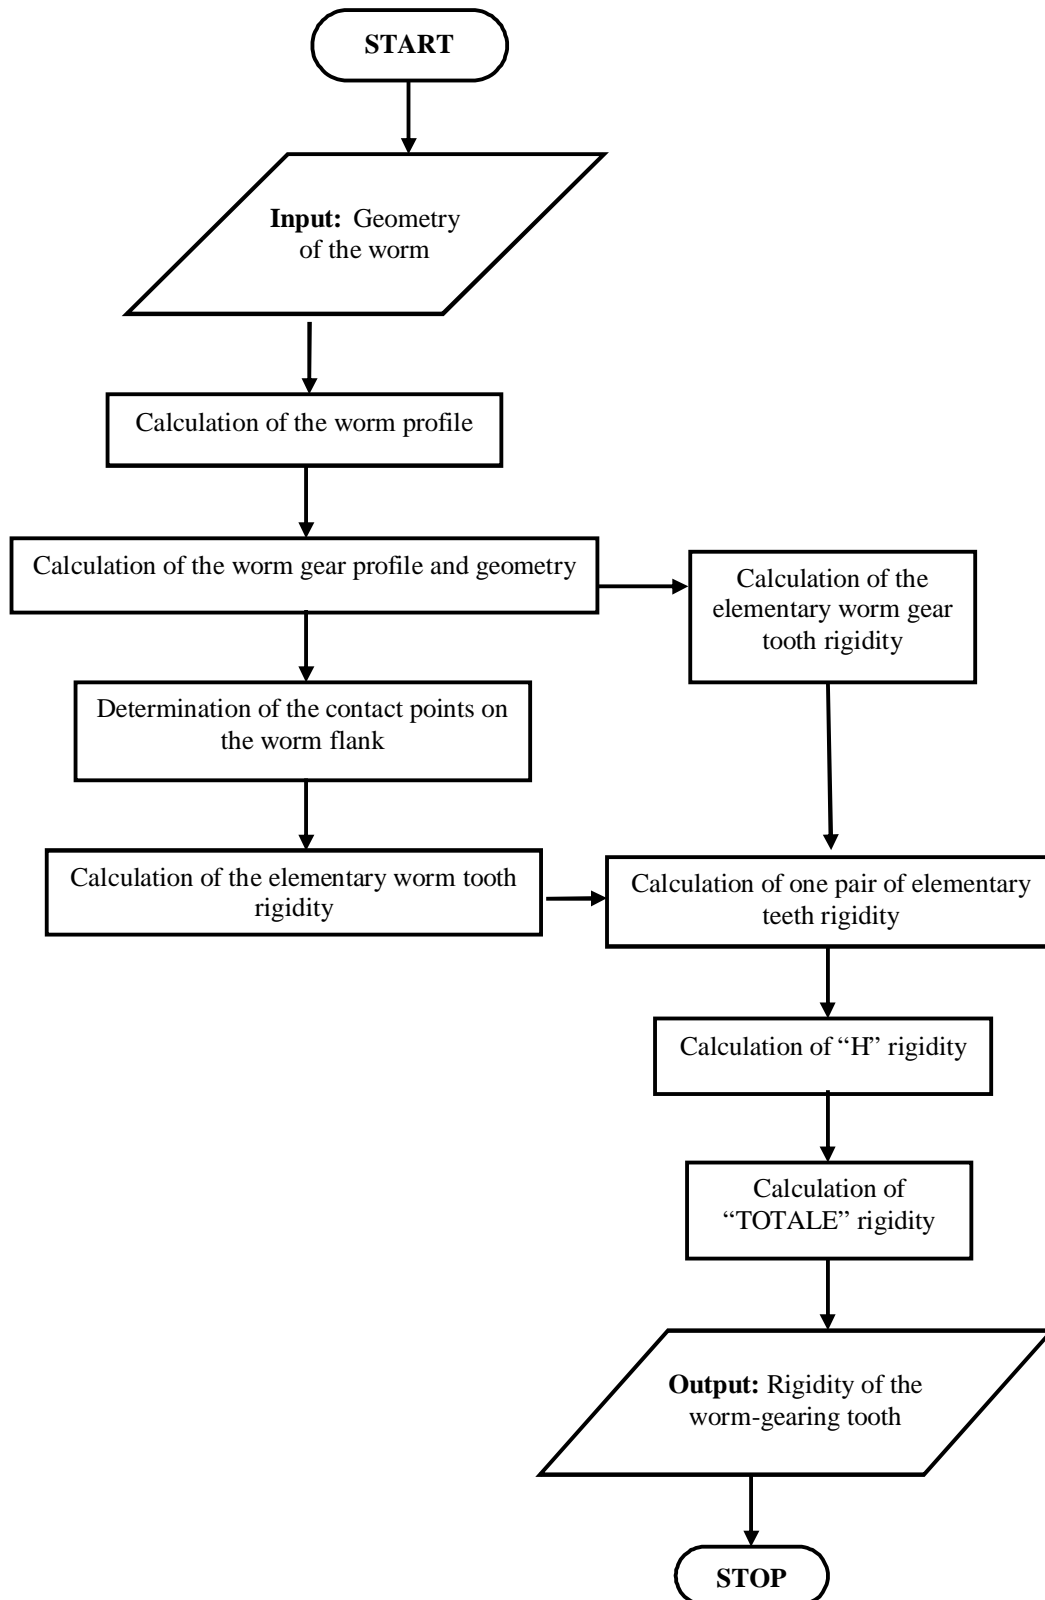 START
Input: Geometry
of the worm
Calculation of the worm profile
Calculation of the worm gear profile and geometry
Calculation of the
elementary worm gear
tooth rigidity
Determination of the contact points on
the worm flank
Calculation of the elementary worm tooth
rigidity
Calculation of one pair of elementary
teeth rigidity
Calculation of “H” rigidity
Calculation of
“TOTALE” rigidity
Output: Rigidity of the
worm-gearing tooth
STOP